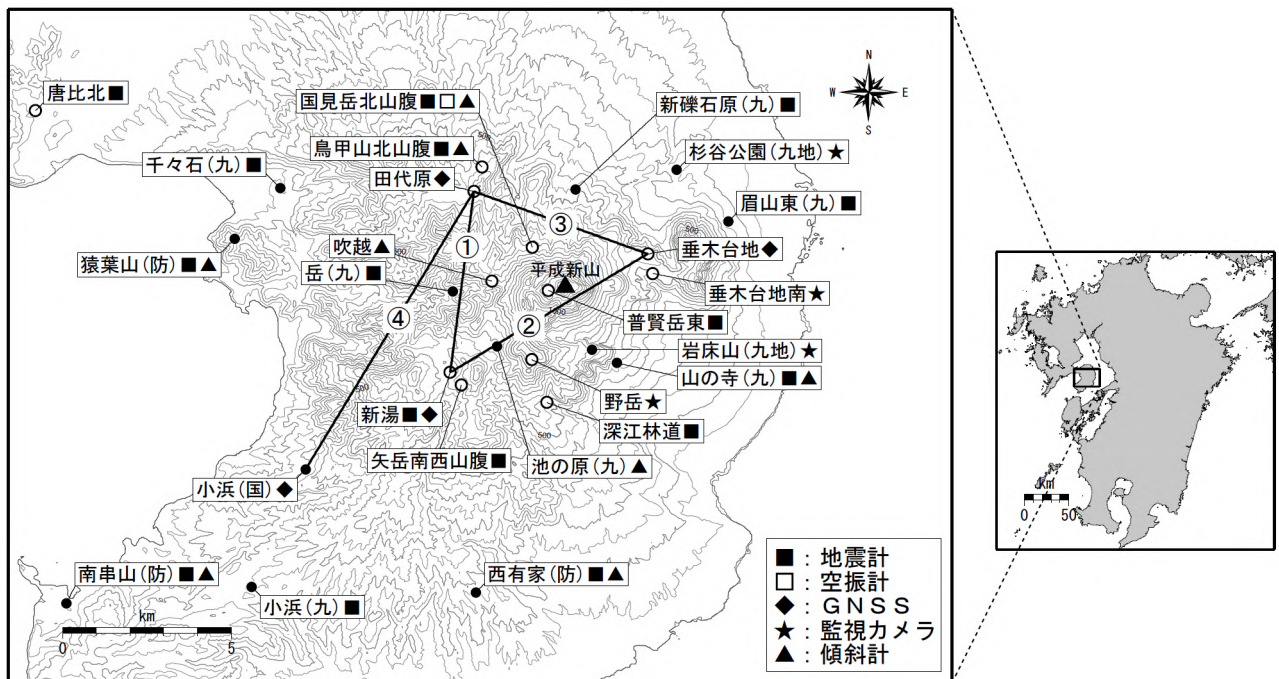 唐比北■
国見岳北山腹■□▲
新礫石原(九)■
N
W E
S
鳥甲山北山腹■▲
杉谷公園(九地)★
千々石(九)■
田代原◆
眉山東(九)■
500
500
③
①
吹越▲
垂木台地◆
猿葉山(防)■▲
岳(九)■
平成新山
垂木台地南★
④
1000
②
普賢岳東■
岩床山(九地)★
山の寺(九)■▲
500
新湯■◆
野岳★
深江林道■
500
矢岳南西山腹■
池の原(九)▲
小浜(国)◆
km
0 50
南串山(防)■▲
小浜(九)■
西有家(防)■▲
km
0 5
■:地震計
□:空振計
◆:GNSS
★:監視カメラ
▲:傾斜計